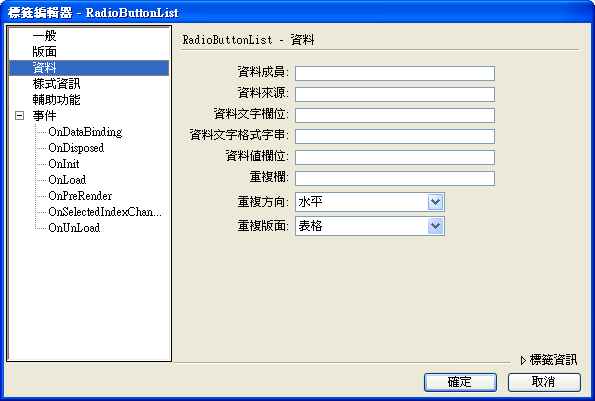 標籤編輯器 - RadioButtonList
一般
版面
資料
樣式資訊
輔助功能
事件
OnDataBinding
OnDisposed
OnInit
OnLoad
OnPreRender
OnSelectedIndexChan...
OnUnLoad
RadioButtonList - 資料
資料成員:
資料來源:
資料文字欄位:
資料文字格式字串:
資料值欄位:
重複欄:
重複方向: 水平
重複版面: 表格
標籤資訊
確定 取消